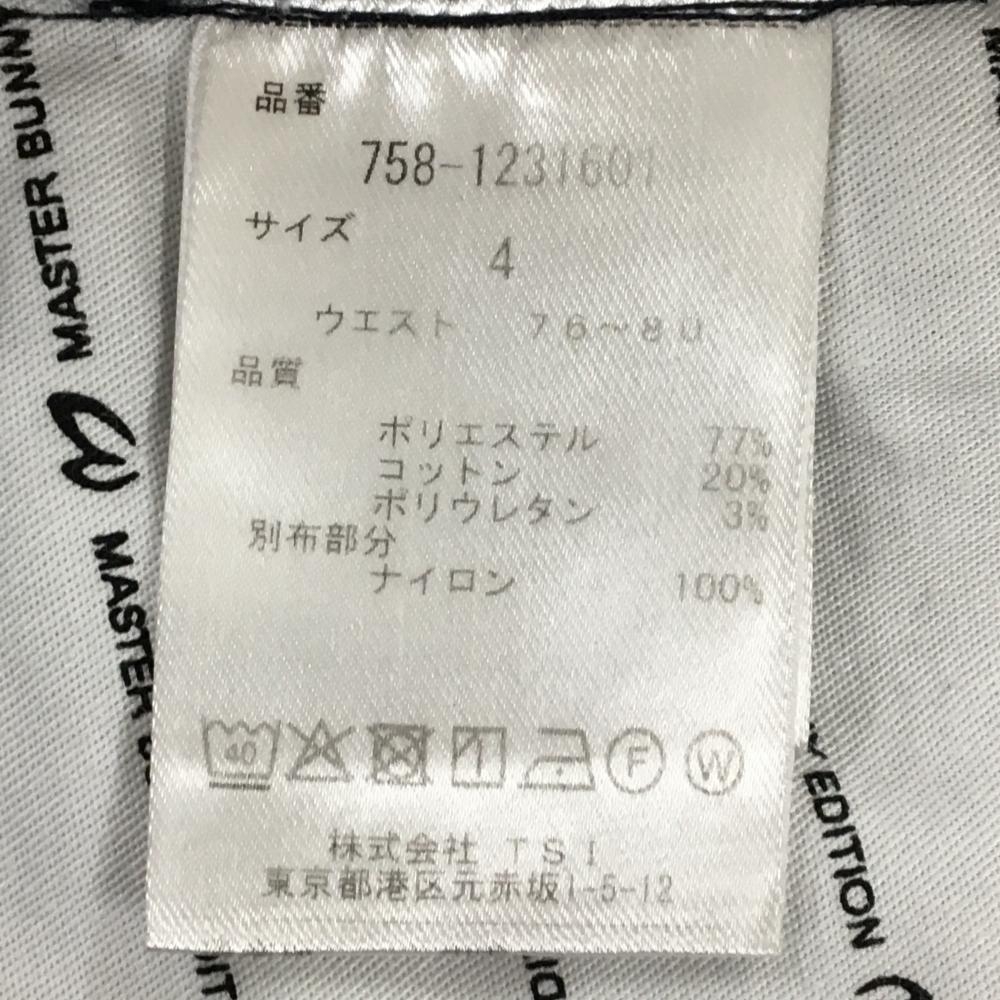 品番
758-1231601
サイズ
4
ウエスト 76~80
品質
ポリエステル 77%
コットン 20%
ポリウレタン 3%
別布部分
ナイロン 100%
40
F
W
株式会社 TSI
東京都港区元赤坂1-5-12
MASTER BUNN
MASTER
EDITION